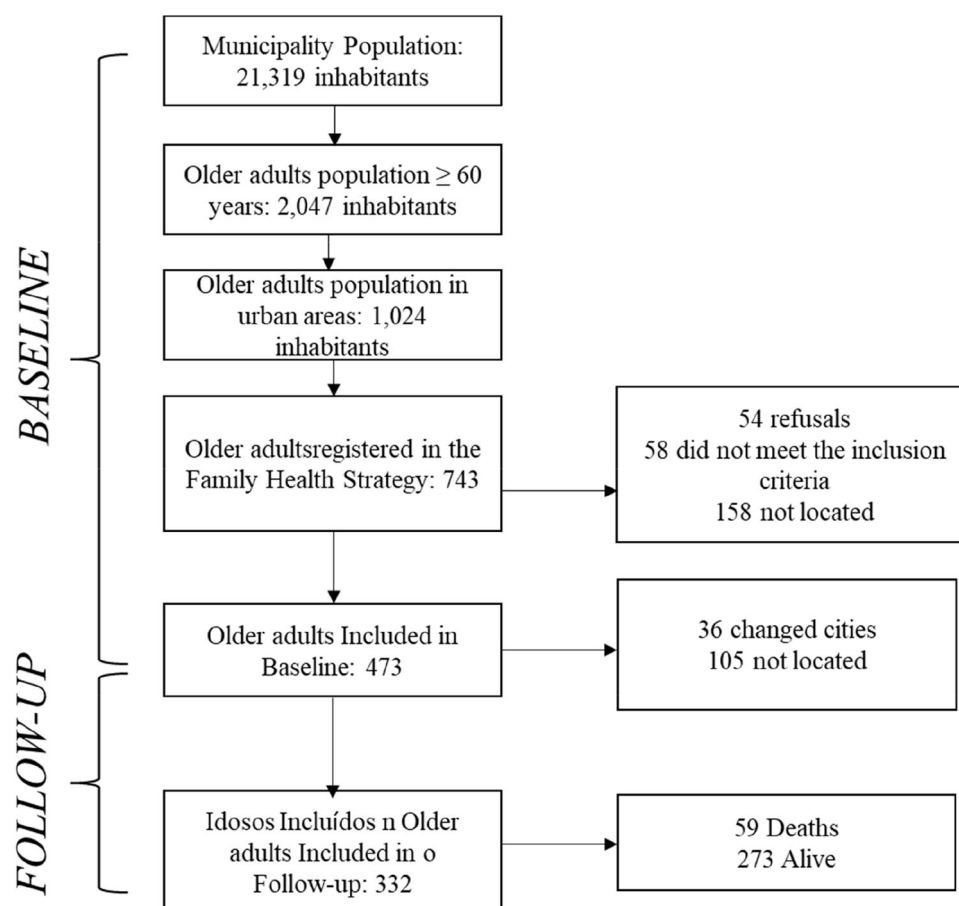 BASELINE
FOLLOW-UP
Municipality Population:
21,319 inhabitants
Older adults population ≥ 60
years: 2,047 inhabitants
Older adults population in
urban areas: 1,024
inhabitants
Older adultsregistered in the
Family Health Strategy: 743
54 refusals
58 did not meet the inclusion
criteria
158 not located
Older adults Included in
Baseline: 473
36 changed cities
105 not located
Idosos Incluídos n Older
adults Included in o
Follow-up: 332
59 Deaths
273 Alive